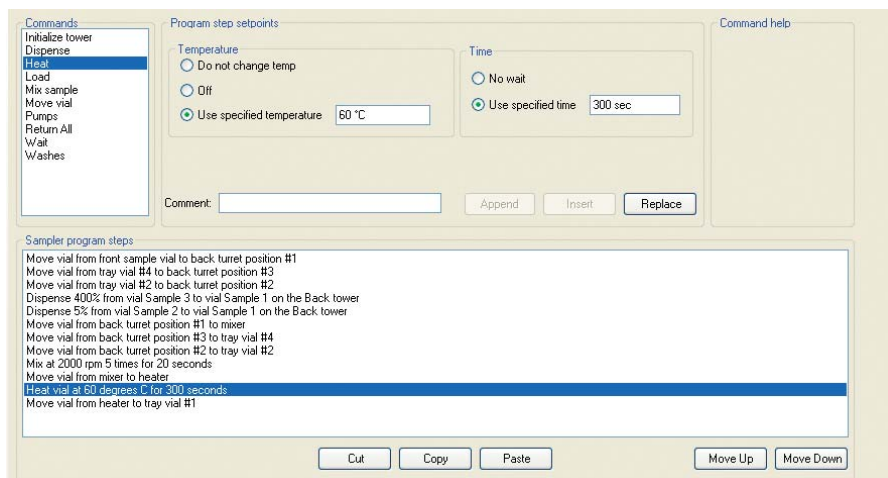 Commands
Initialize tower
Dispense
Heat
Load
Mix sample
Move vial
Pumps
Return All
Wait
Washes
Program step setpoints
Temperature
Do not change temp
Off
Use specified temperature 60 °C
Time
No wait
Use specified time 300 sec
Comment:
Append Insert Replace
Command help
Sampler program steps
Move vial from front sample vial to back turret position #1
Move vial from tray vial #4 to back turret position #3
Move vial from tray vial #2 to back turret position #2
Dispense 400% from vial Sample 3 to vial Sample 1 on the Back tower
Dispense 5% from vial Sample 2 to vial Sample 1 on the Back tower
Move vial from back turret position #1 to mixer
Move vial from back turret position #3 to tray vial #4
Move vial from back turret position #2 to tray vial #2
Mix at 2000 rpm 5 times for 20 seconds
Move vial from mixer to heater
Heat vial at 60 degrees C for 300 seconds
Move vial from heater to tray vial #1
Cut Copy Paste Move Up Move Down